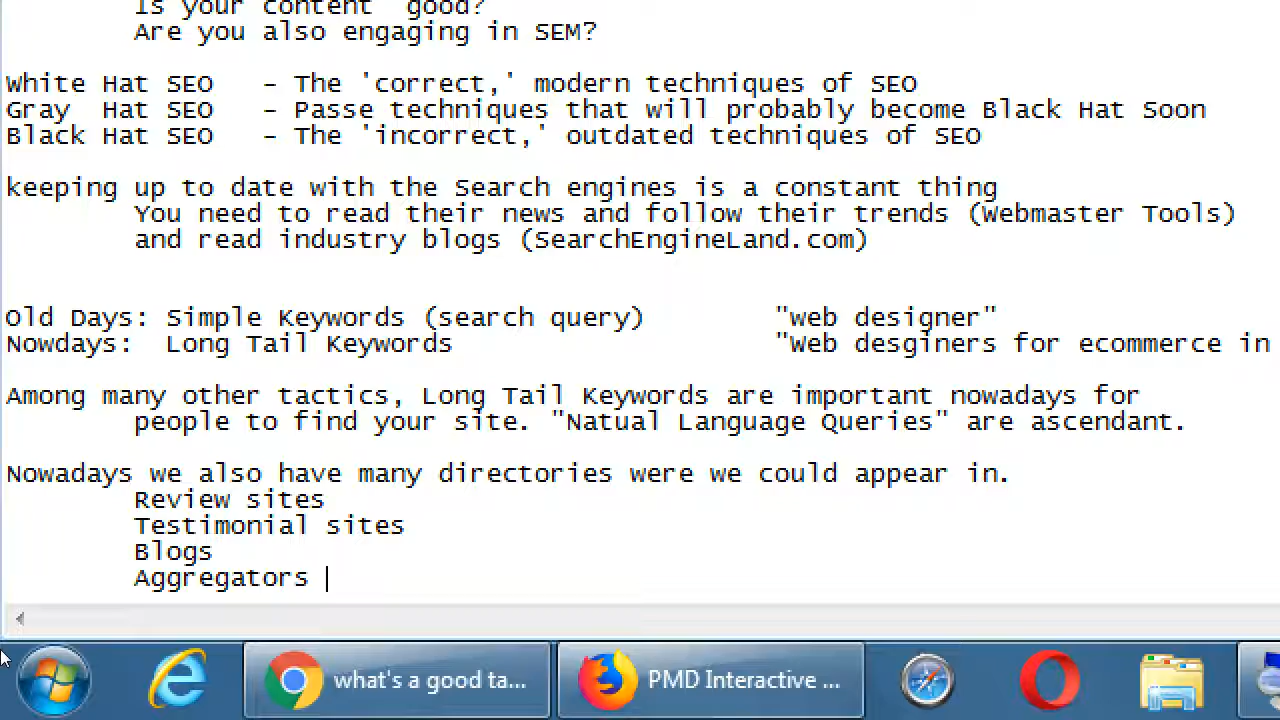 Is your content "good?"
Are you also engaging in SEM?
White Hat SEO - The 'correct,' modern techniques of SEO
Gray Hat SEO - Passe techniques that will probably become Black Hat Soon
Black Hat SEO - The 'incorrect,' outdated techniques of SEO
keeping up to date with the Search engines is a constant thing
You need to read their news and follow their trends (Webmaster Tools)
and read industry blogs (SearchEngineLand.com)
Old Days: Simple Keywords (search query) "web designer"
Nowdays: Long Tail Keywords "Web desginers for ecommerce in
Among many other tactics, Long Tail Keywords are important nowadays for
people to find your site. "Natual Language Queries" are ascendant.
Nowadays we also have many directories were we could appear in.
Review sites
Testimonial sites
Blogs
Aggregators
what's a good ta... PMD Interactive ...